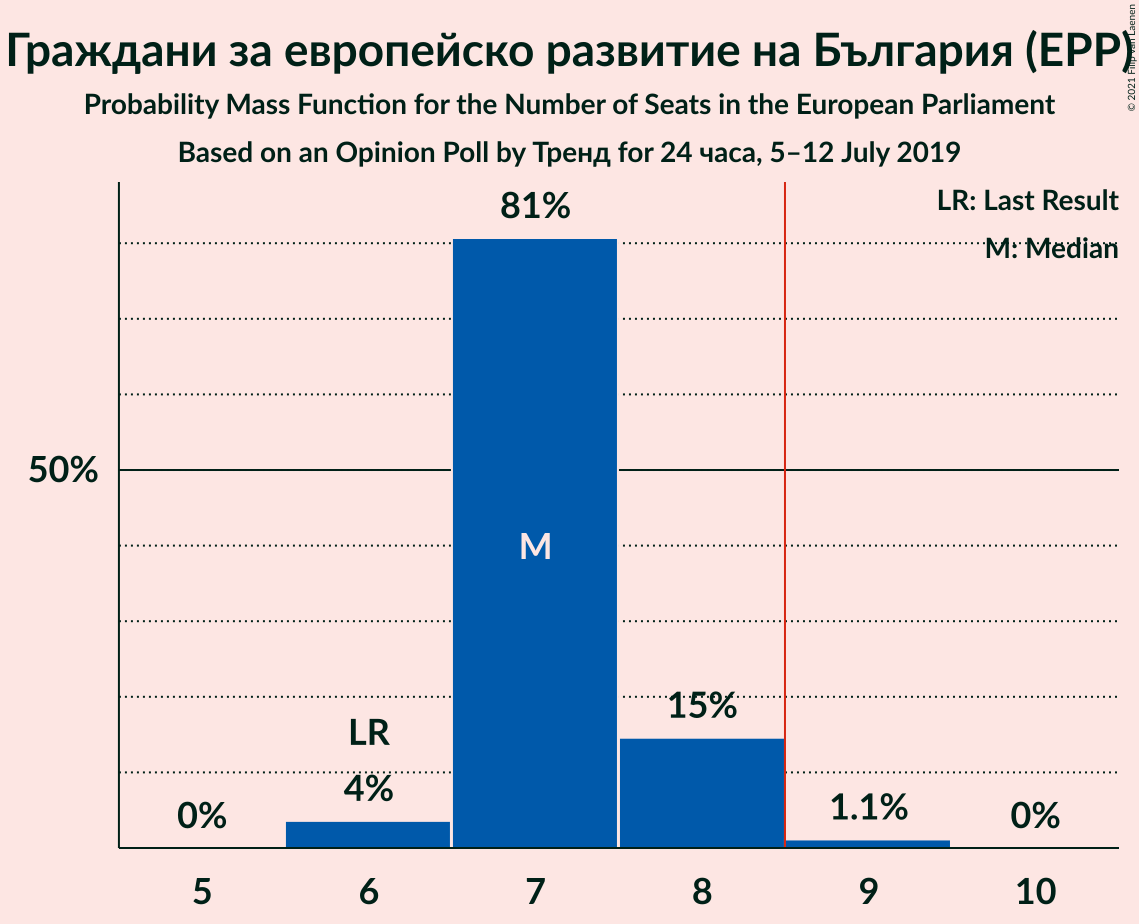 Граждани за европейско развитие на България (EPP)
© 2021 Filip van Laenen
Probability Mass Function for the Number of Seats in the European Parliament
Based on an Opinion Poll by Тренд for 24 часа, 5–12 July 2019
LR: Last Result
M: Median
81%
50%
M
15%
LR
4%
0%
1.1%
0%
5 6 7 8 9 10